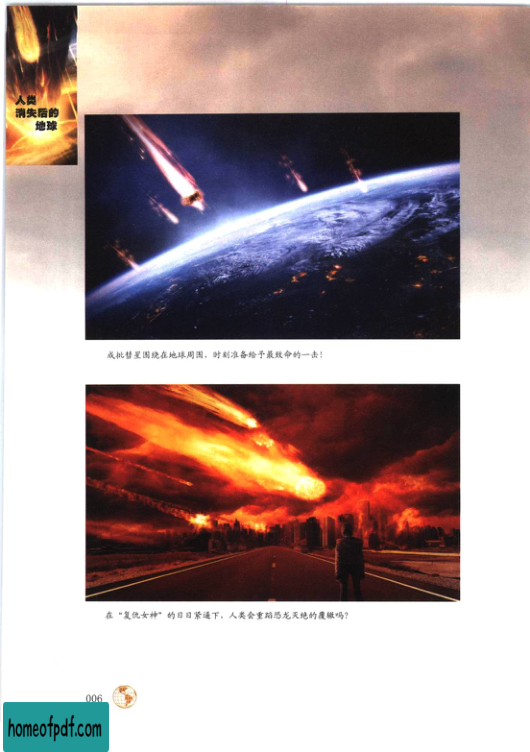 人类
消失后的
地球
成批彗星围绕在地球周围，时刻准备给予最致命的一击！
在“复仇女神”的日日紧逼下，人类会重蹈恐龙灭绝的覆辙吗？
006
homeofpdf.com